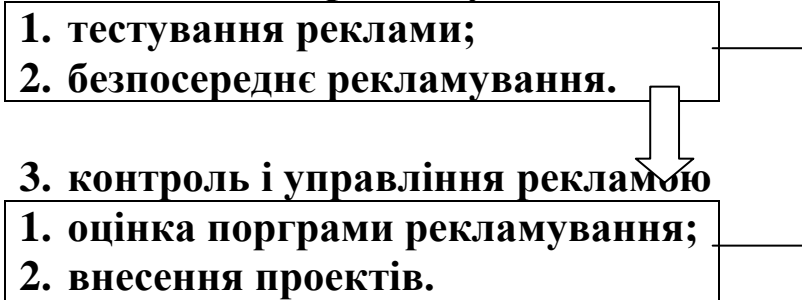 1. тестування реклами;
2. безпосереднє рекламування.
3. контроль і управління рекламою
1. оцінка порграми рекламування;
2. внесення проектів.